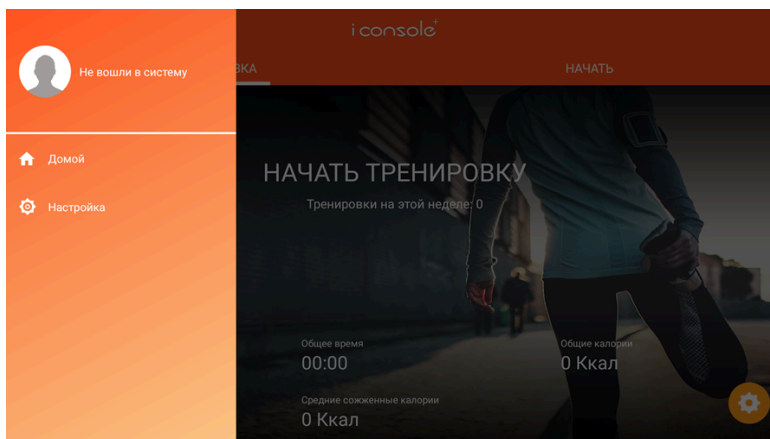 i console+
Не вошли в систему
ВКА
НАЧАТЬ
Домой
Настройка
НАЧАТЬ ТРЕНИРОВКУ
Тренировки на этой неделе: 0
Общее время
00:00
Общие калории
0 Ккал
Средние сожженные калории
0 Ккал